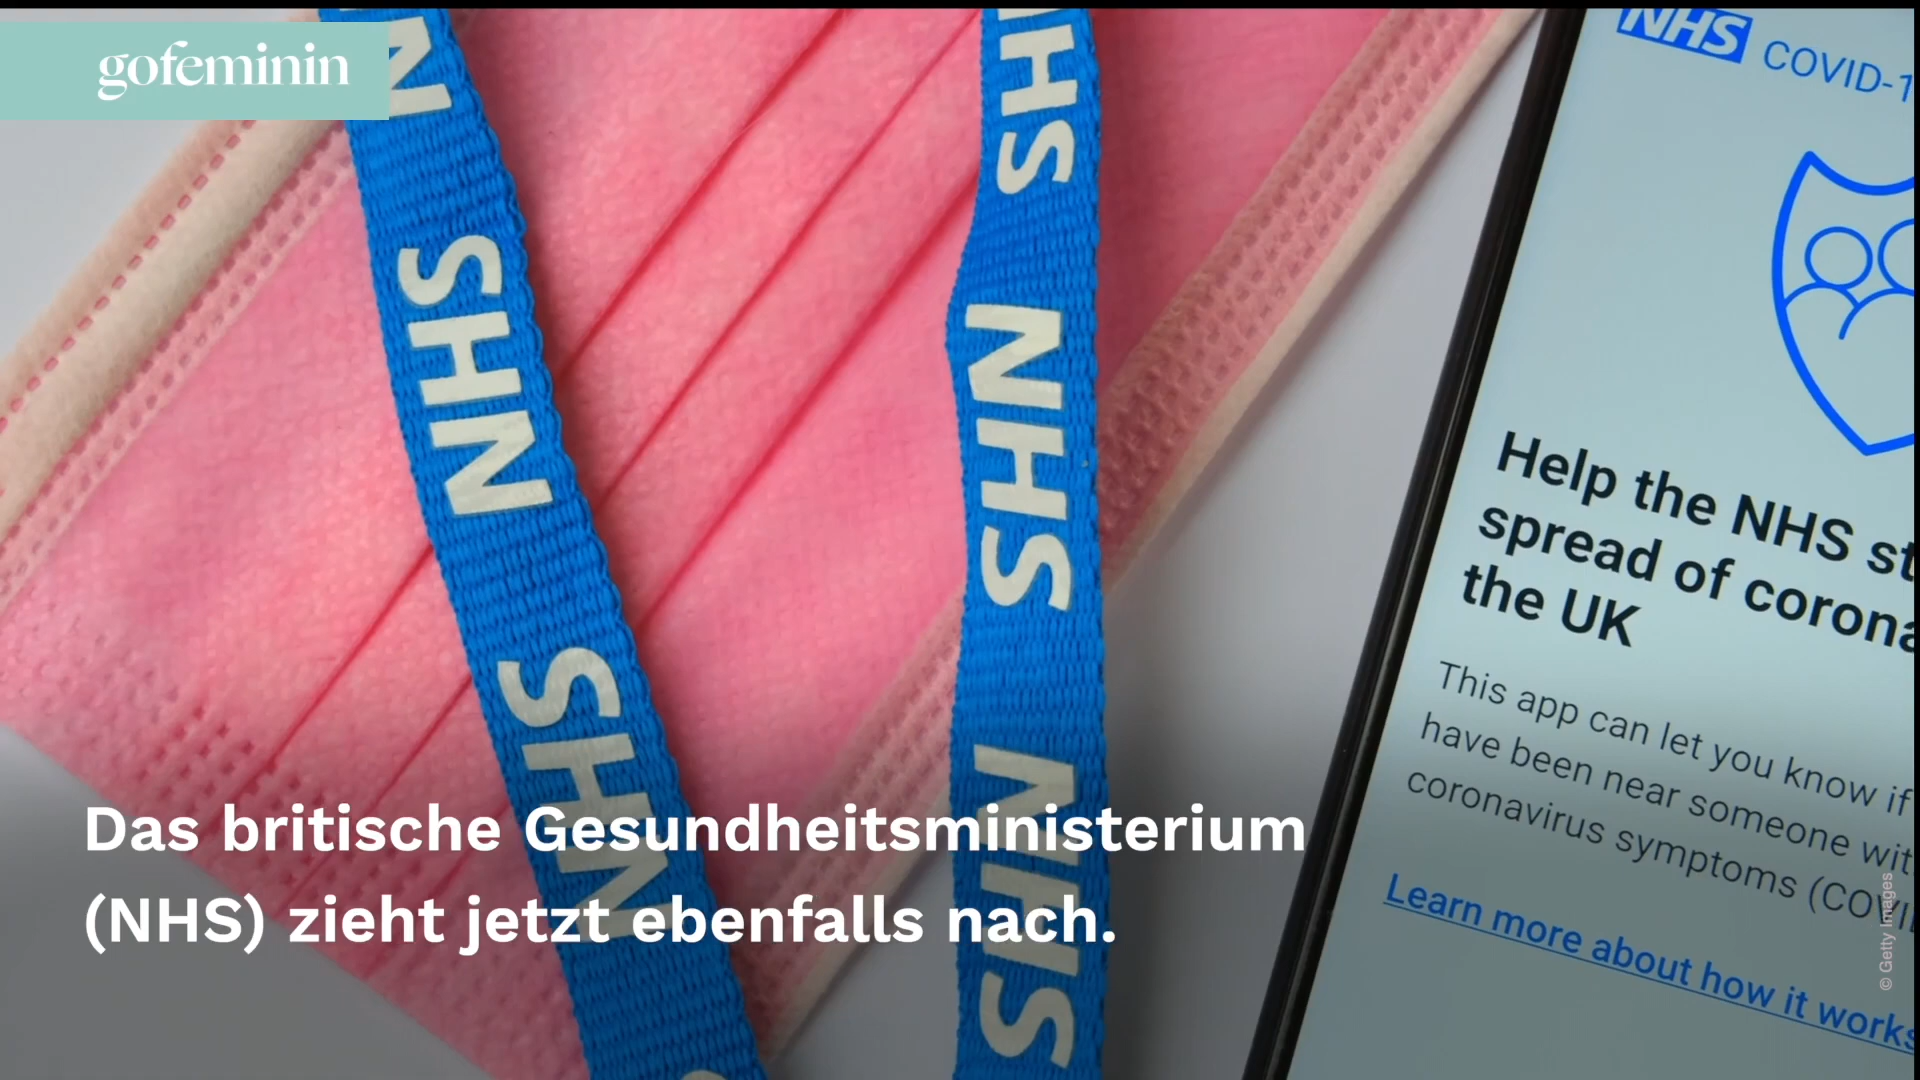 gofeminin
NHS
NHS
NHS
NHS
NHS
NHS
NHS COVID-1
Help the NHS st
spread of corona
the UK
This app can let you know if
have been near someone wit
coronavirus symptoms (COVI
Learn more about how it works
Das britische Gesundheitsministerium
(NHS) zieht jetzt ebenfalls nach.
© Getty Images